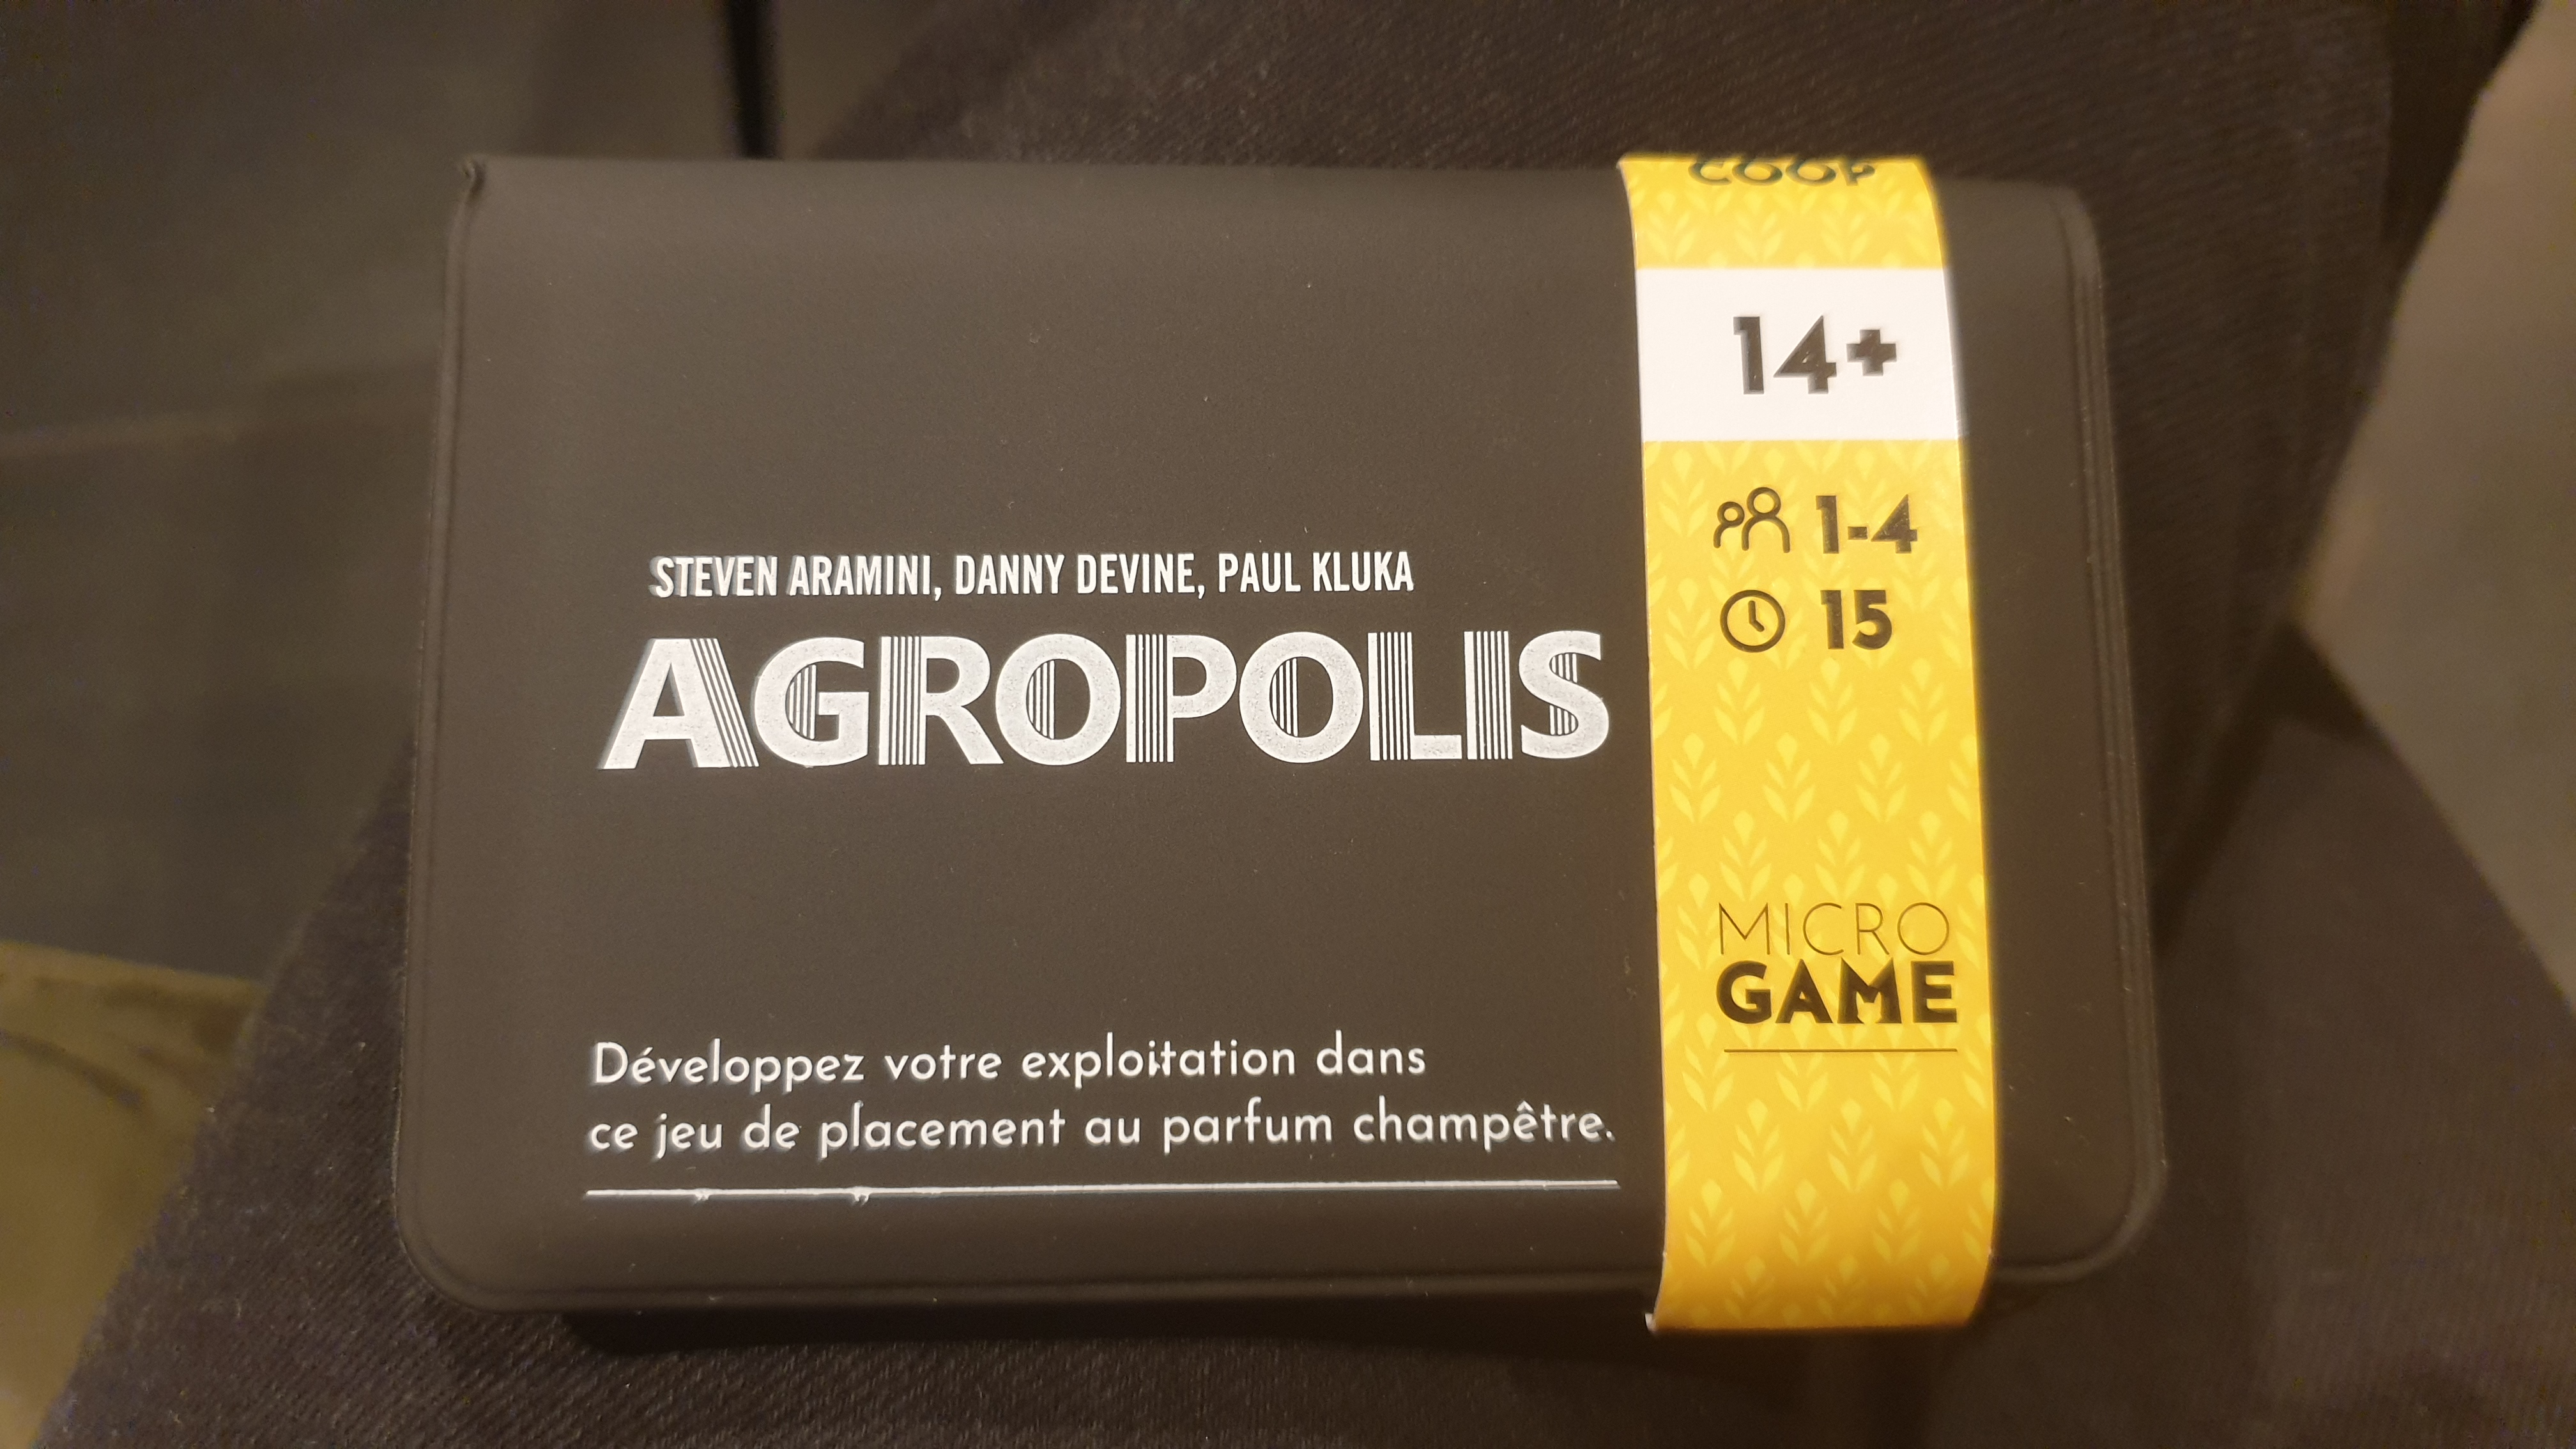 COOP
14+
1-4
15
STEVEN ARAMINI, DANNY DEVINE, PAUL KLUKA
AGROPOLIS
MICRO
GAME
Développez votre exploitation dans
ce jeu de placement au parfum champêtre.